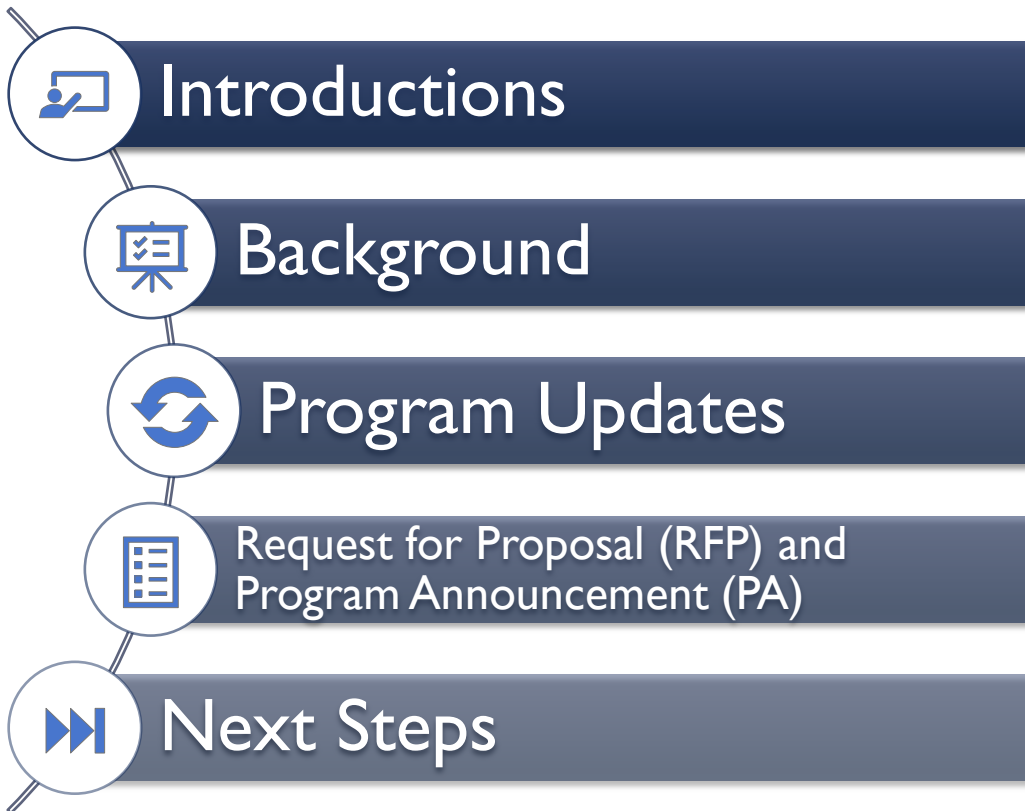 Introductions
Background
Program Updates
Request for Proposal (RFP) and
Program Announcement (PA)
Next Steps